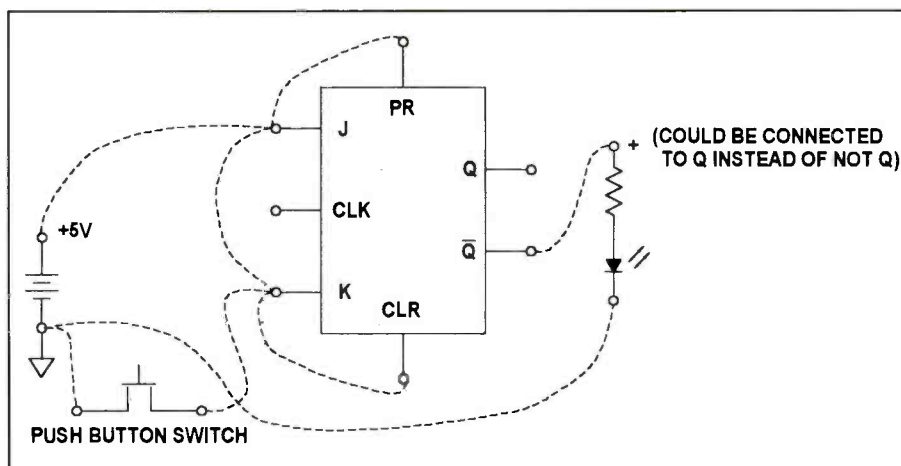 PR
J
+ (COULD BE CONNECTED
TO Q INSTEAD OF NOT Q)
Q
CLK
+5V
Q̅
K
CLR
PUSH BUTTON SWITCH